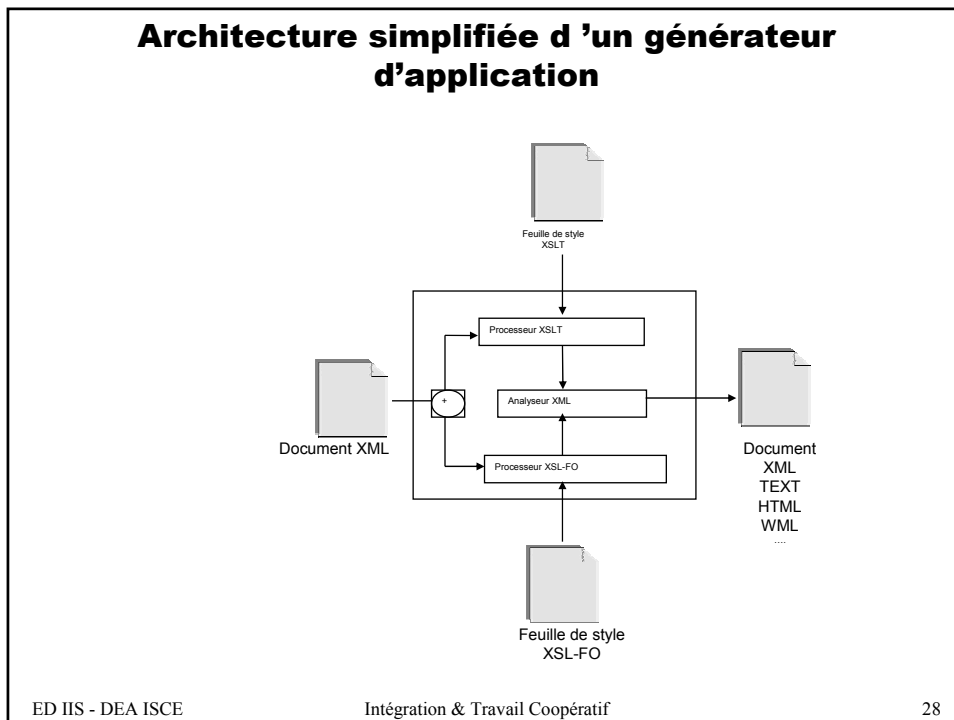 Architecture simplifiée d ’un générateur
d’application
Feuille de style
XSLT
Processeur XSLT
+
Analyseur XML
Document XML
Processeur XSL-FO
Document
XML
TEXT
HTML
WML
....
Feuille de style
XSL-FO
ED IIS - DEA ISCE
Intégration & Travail Coopératif
28